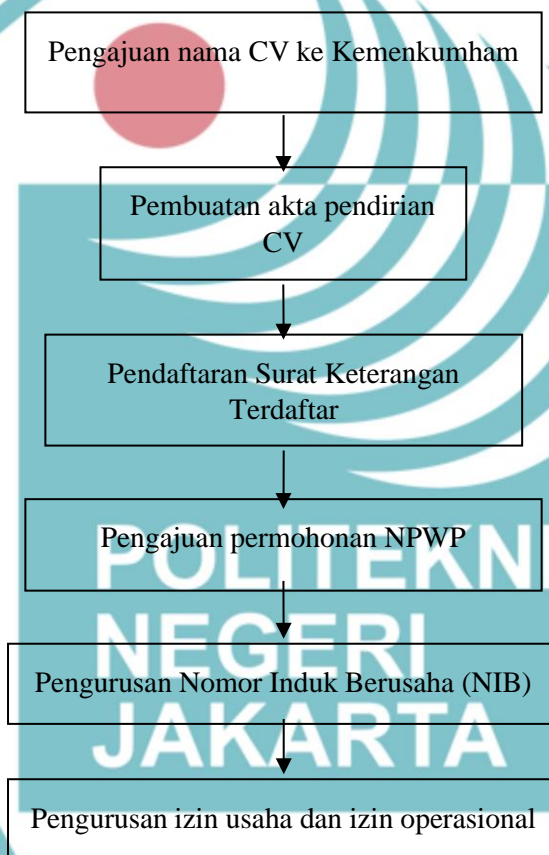 Pengajuan nama CV ke Kemenkumham
Pembuatan akta pendirian
CV
Pendaftaran Surat Keterangan
Terdaftar
Pengajuan permohonan NPWP
POLITEKN
NEGERI
Pengurusan Nomor Induk Berusaha (NIB)
JAKARTA
Pengurusan izin usaha dan izin operasional